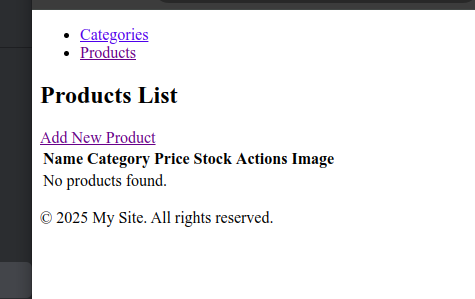 Categories
Products
Products List
Add New Product
Name Category Price Stock Actions Image
No products found.
© 2025 My Site. All rights reserved.